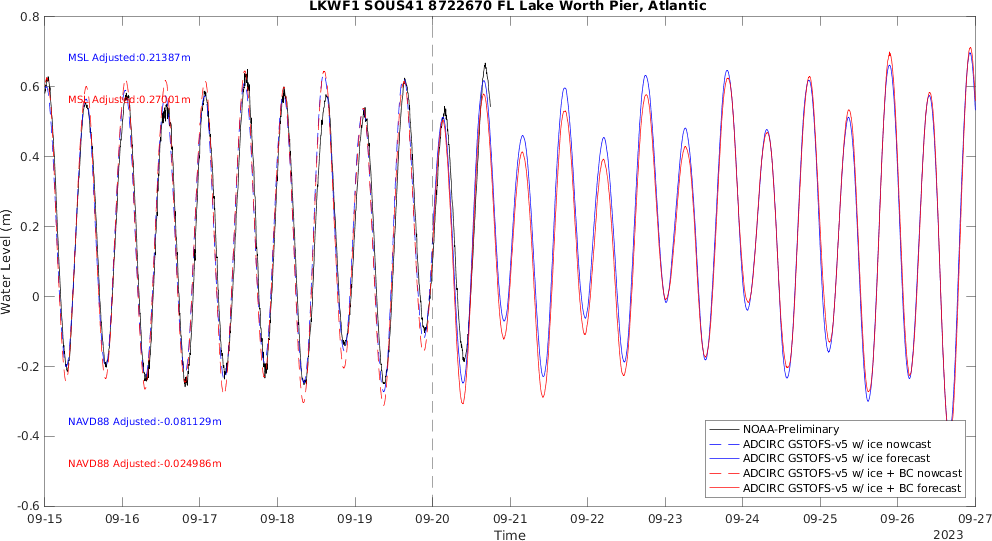 LKWF1 SOUS41 8722670 FL Lake Worth Pier, Atlantic
0.8
0.6
0.4
0.2
0
-0.2
-0.4
-0.6
Water Level (m)
MSL Adjusted:0.21387m
MSL Adjusted:0.27001m
NAVD88 Adjusted:-0.081129m
NAVD88 Adjusted:-0.024986m
NOAA-Preliminary
ADCIRC GSTOFS-v5 w/ ice nowcast
ADCIRC GSTOFS-v5 w/ ice forecast
ADCIRC GSTOFS-v5 w/ ice + BC nowcast
ADCIRC GSTOFS-v5 w/ ice + BC forecast
09-15 09-16 09-17 09-18 09-19 09-20 09-21 09-22 09-23 09-24 09-25 09-26 09-27
Time
2023